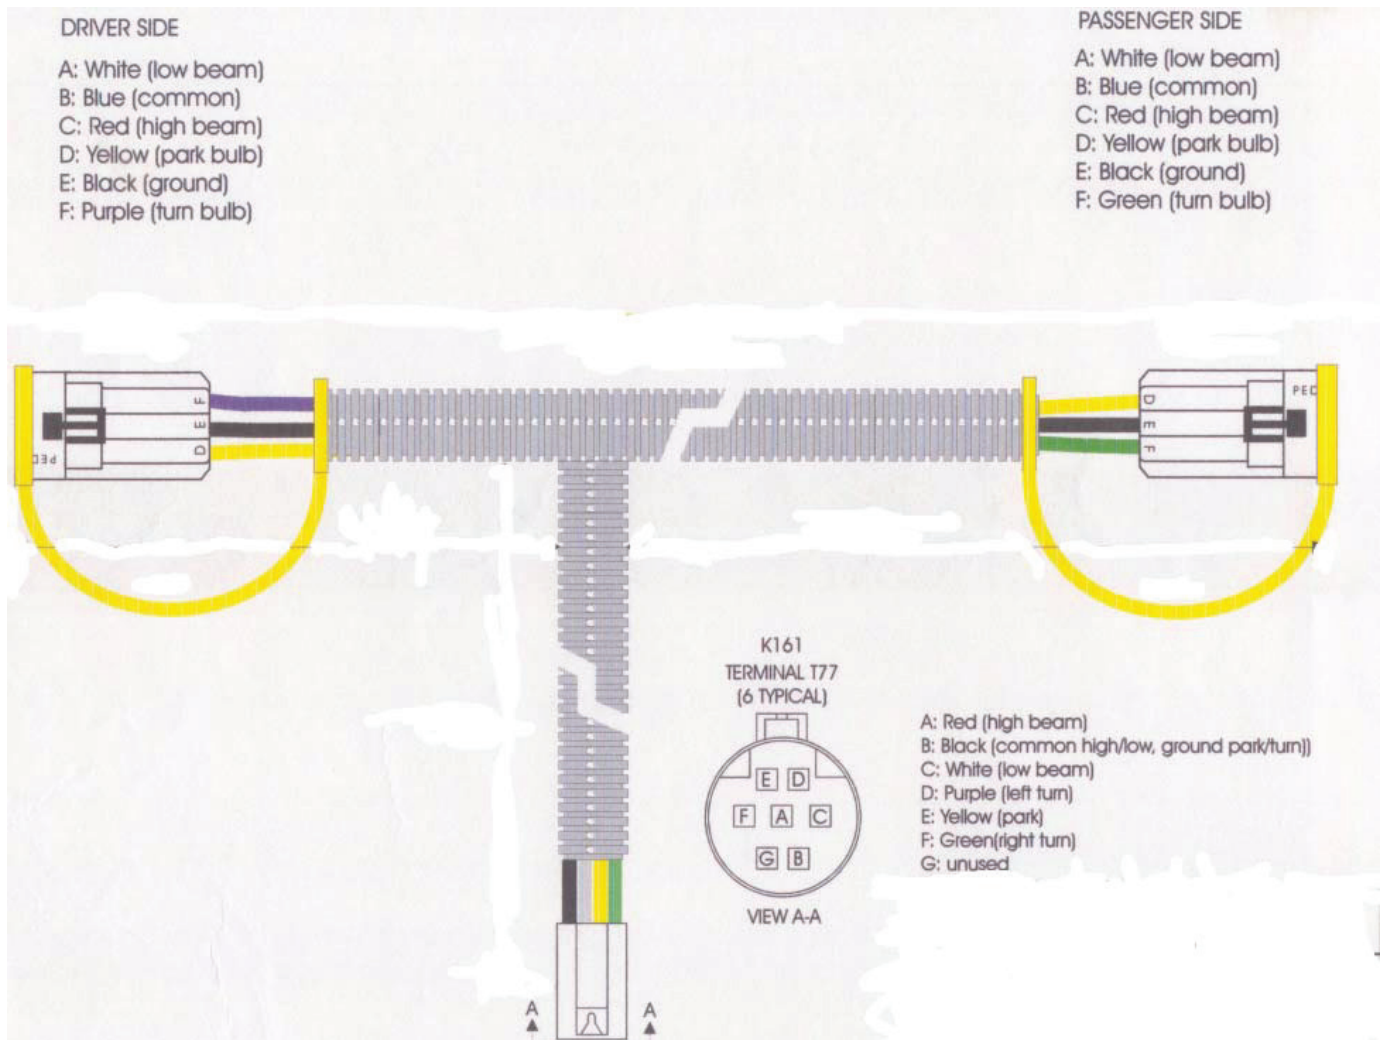 DRIVER SIDE
A: White (low beam)
B: Blue (common)
C: Red (high beam)
D: Yellow (park bulb)
E: Black (ground)
F: Purple (turn bulb)
PASSENGER SIDE
A: White (low beam)
B: Blue (common)
C: Red (high beam)
D: Yellow (park bulb)
E: Black (ground)
F: Green (turn bulb)
F
E
D
PED
D
E
F
PED
K161
TERMINAL T77
(6 TYPICAL)
E D
F A C
G B
VIEW A-A
A: Red (high beam)
B: Black (common high/low, ground park/turn))
C: White (low beam)
D: Purple (left turn)
E: Yellow (park)
F: Green(right turn)
G: unused
A A